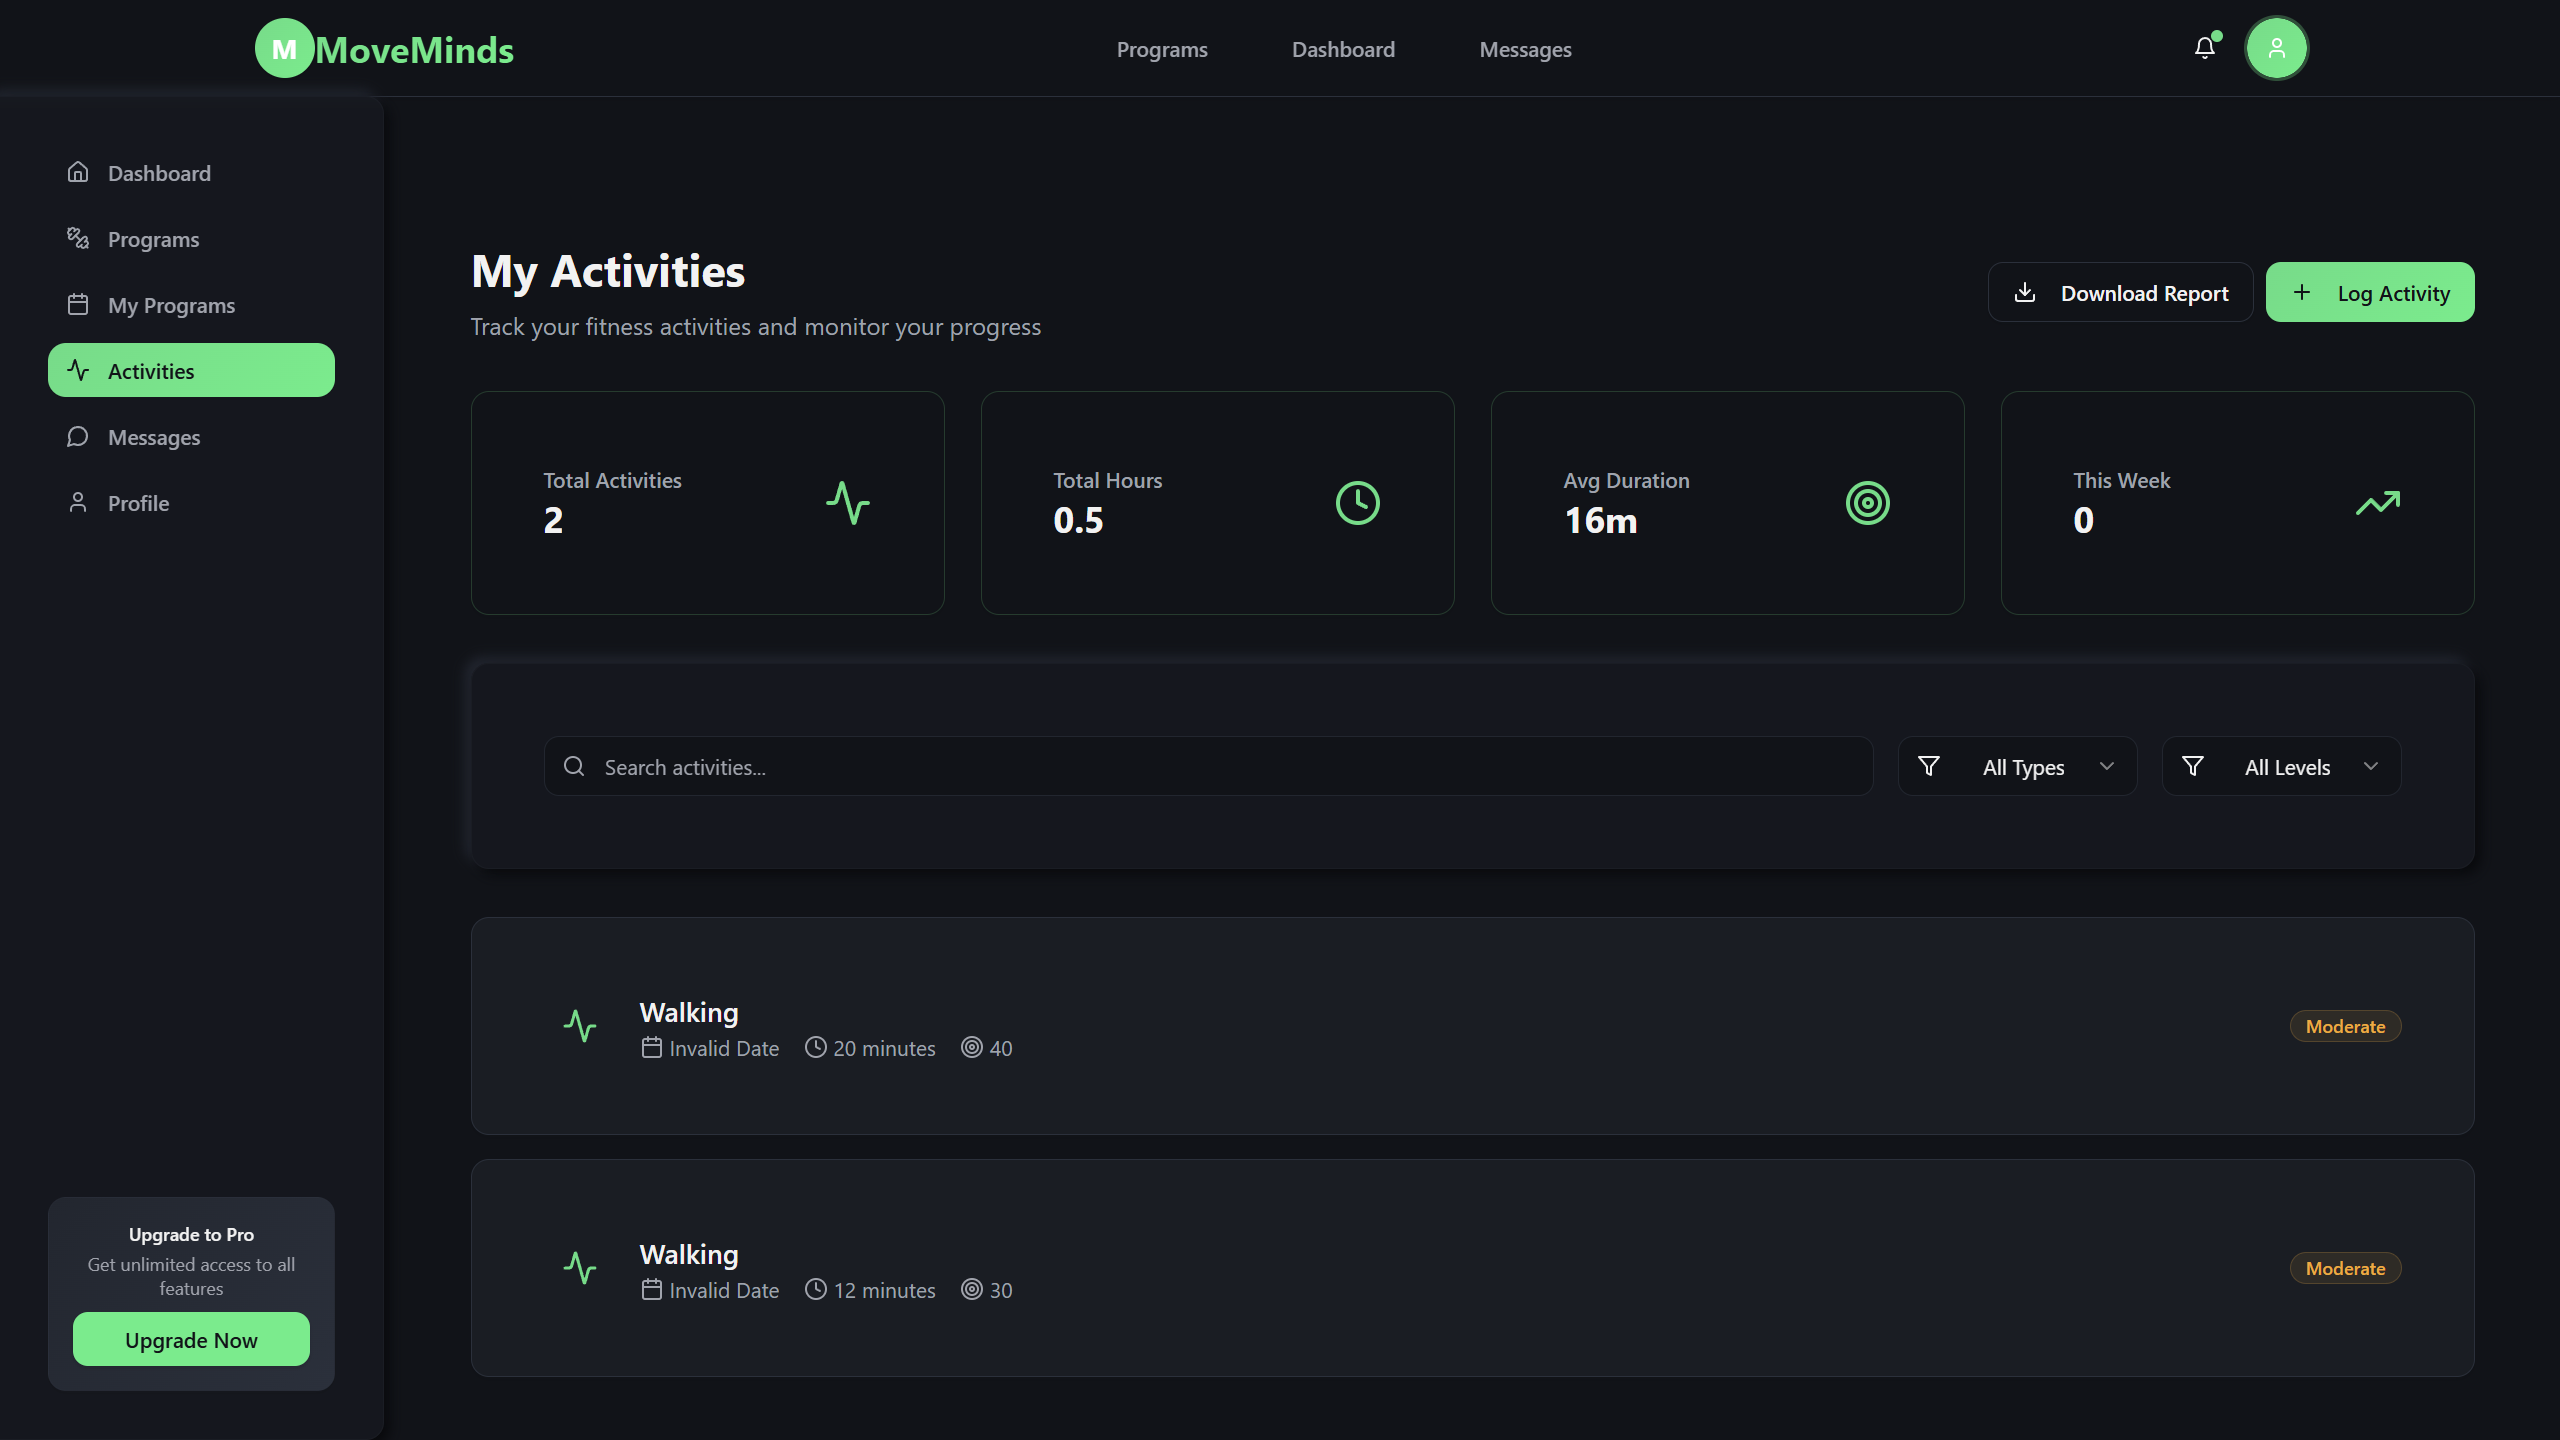 M MoveMinds
Programs Dashboard Messages
Dashboard
Programs
My Programs
Activities
Messages
Profile
Upgrade to Pro
Get unlimited access to all
features
Upgrade Now
My Activities
Track your fitness activities and monitor your progress
Download Report
Log Activity
Total Activities
2
Total Hours
0.5
Avg Duration
16m
This Week
0
Search activities...
All Types
All Levels
Walking
Invalid Date 20 minutes 40
Moderate
Walking
Invalid Date 12 minutes 30
Moderate